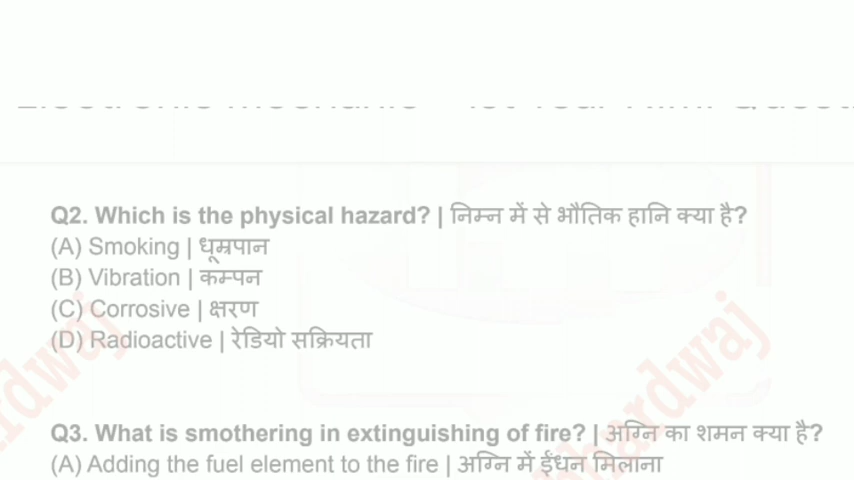 Q2. Which is the physical hazard? | निम्न में से भौतिक हानि क्या है?
(A) Smoking | धूम्रपान
(B) Vibration | कम्पन
(C) Corrosive | क्षरण
(D) Radioactive | रेडियो सक्रियता
Q3. What is smothering in extinguishing of fire? | अग्नि का शमन क्या है?
(A) Adding the fuel element to the fire | अग्नि में ईंधन मिलाना